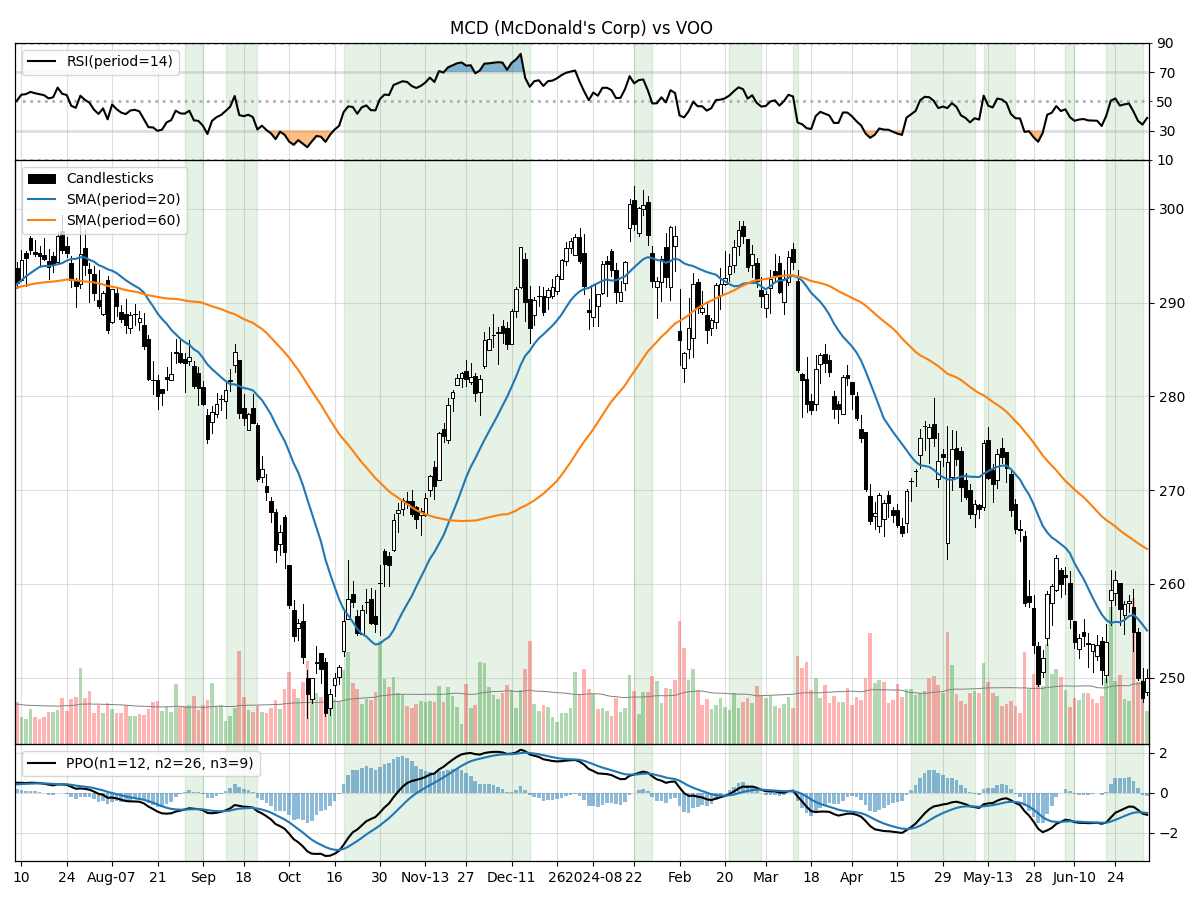 MCD (McDonald's Corp) vs VOO
RSI(period=14)
90
70
50
30
10
Candlesticks
SMA(period=20)
SMA(period=60)
300
290
280
270
260
250
PPO(n1=12, n2=26, n3=9)
2
0
−2
10 24 Aug-07 21 Sep 18 Oct 16 30 Nov-13 27 Dec-11 262024-08 22 Feb 20 Mar 18 Apr 15 29 May-13 28 Jun-10 24